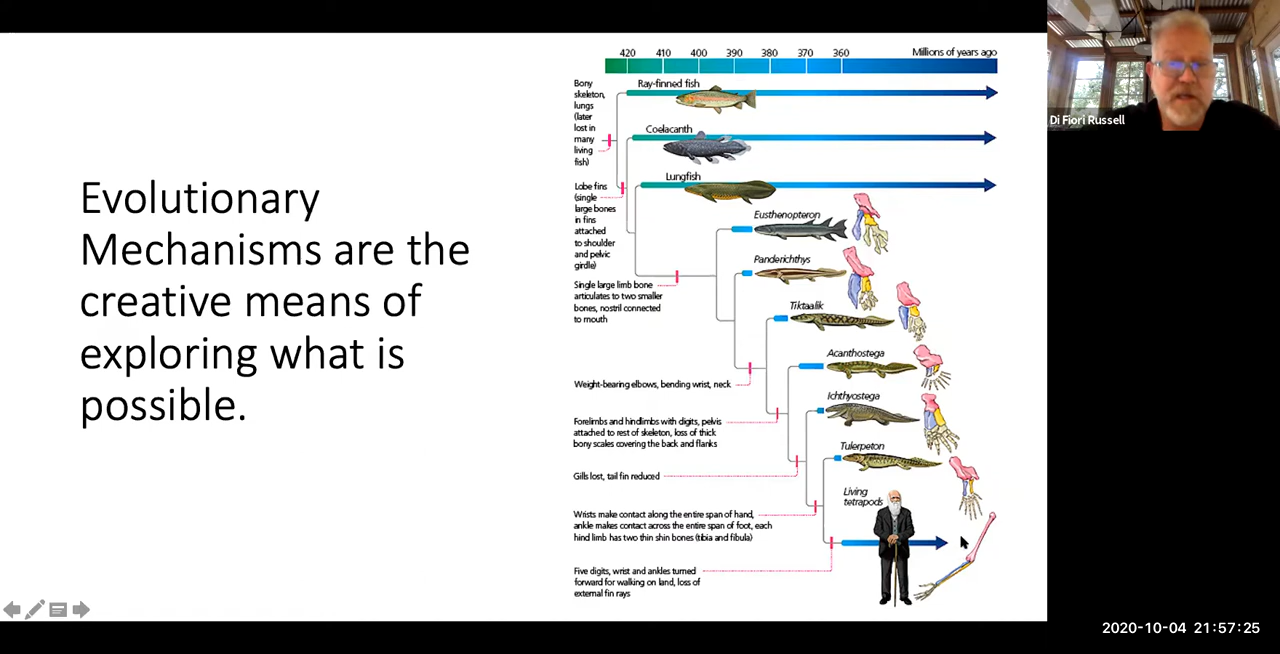 Evolutionary
Mechanisms are the
creative means of
exploring what is
possible.
420 410 400 390 380 370 360 Millions of years ago
Bony
skeleton,
lungs
(later
lost in
many
living
fish)
Ray-finned fish
Coelacanth
Lungfish
Lobe fins
(single
large bones
in fins
attached
to shoulder
and pelvic
girdle)
Eusthenopteron
Panderichthys
Single large limb bone
articulates to two smaller
bones, nostril connected
to mouth
Tiktaalik
Acanthostega
Weight-bearing elbows, bending wrist, neck
Ichthyostega
Forelimbs and hindlimbs with digits, pelvis
attached to rest of skeleton, loss of thick
bony scales covering the back and flanks
Tulerpeton
Gills lost, tail fin reduced
Living
tetrapods
Wrists make contact along the entire span of hand,
ankle makes contact across the entire span of foot, each
hind limb has two thin shin bones (tibia and fibula)
Five digits, wrist and ankles turned
forward for walking on land, loss of
external fin rays
Di Fiori Russell
2020-10-04 21:57:25